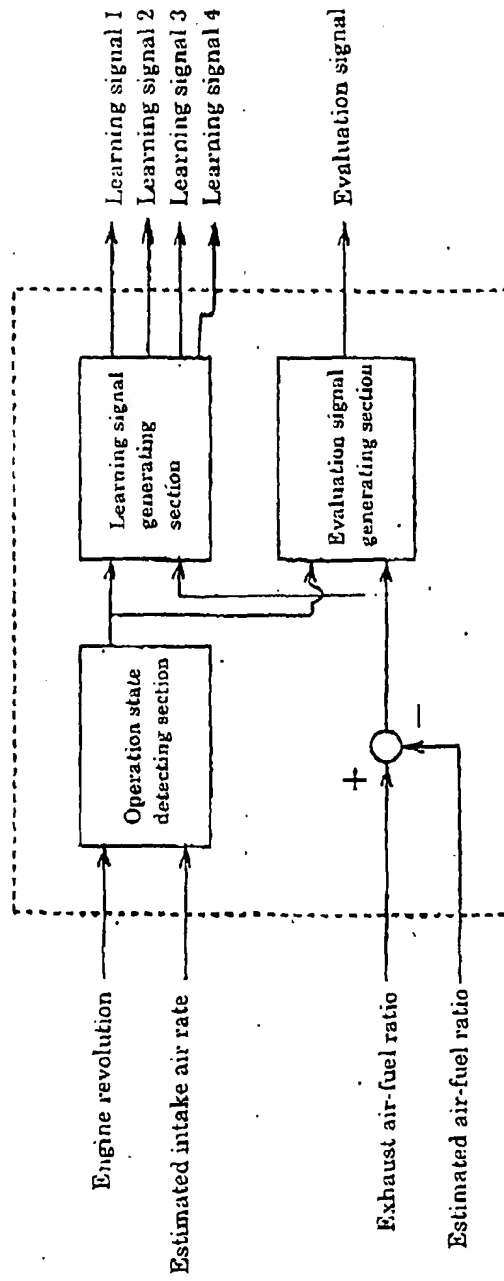 Engine revolution
Estimated intake air rate
Exhaust air-fuel ratio
Estimated air-fuel ratio
Operation state
detecting section
+
−
Learning signal
generating
section
Evaluation signal
generating section
Learning signal 1
Learning signal 2
Learning signal 3
Learning signal 4
Evaluation signal